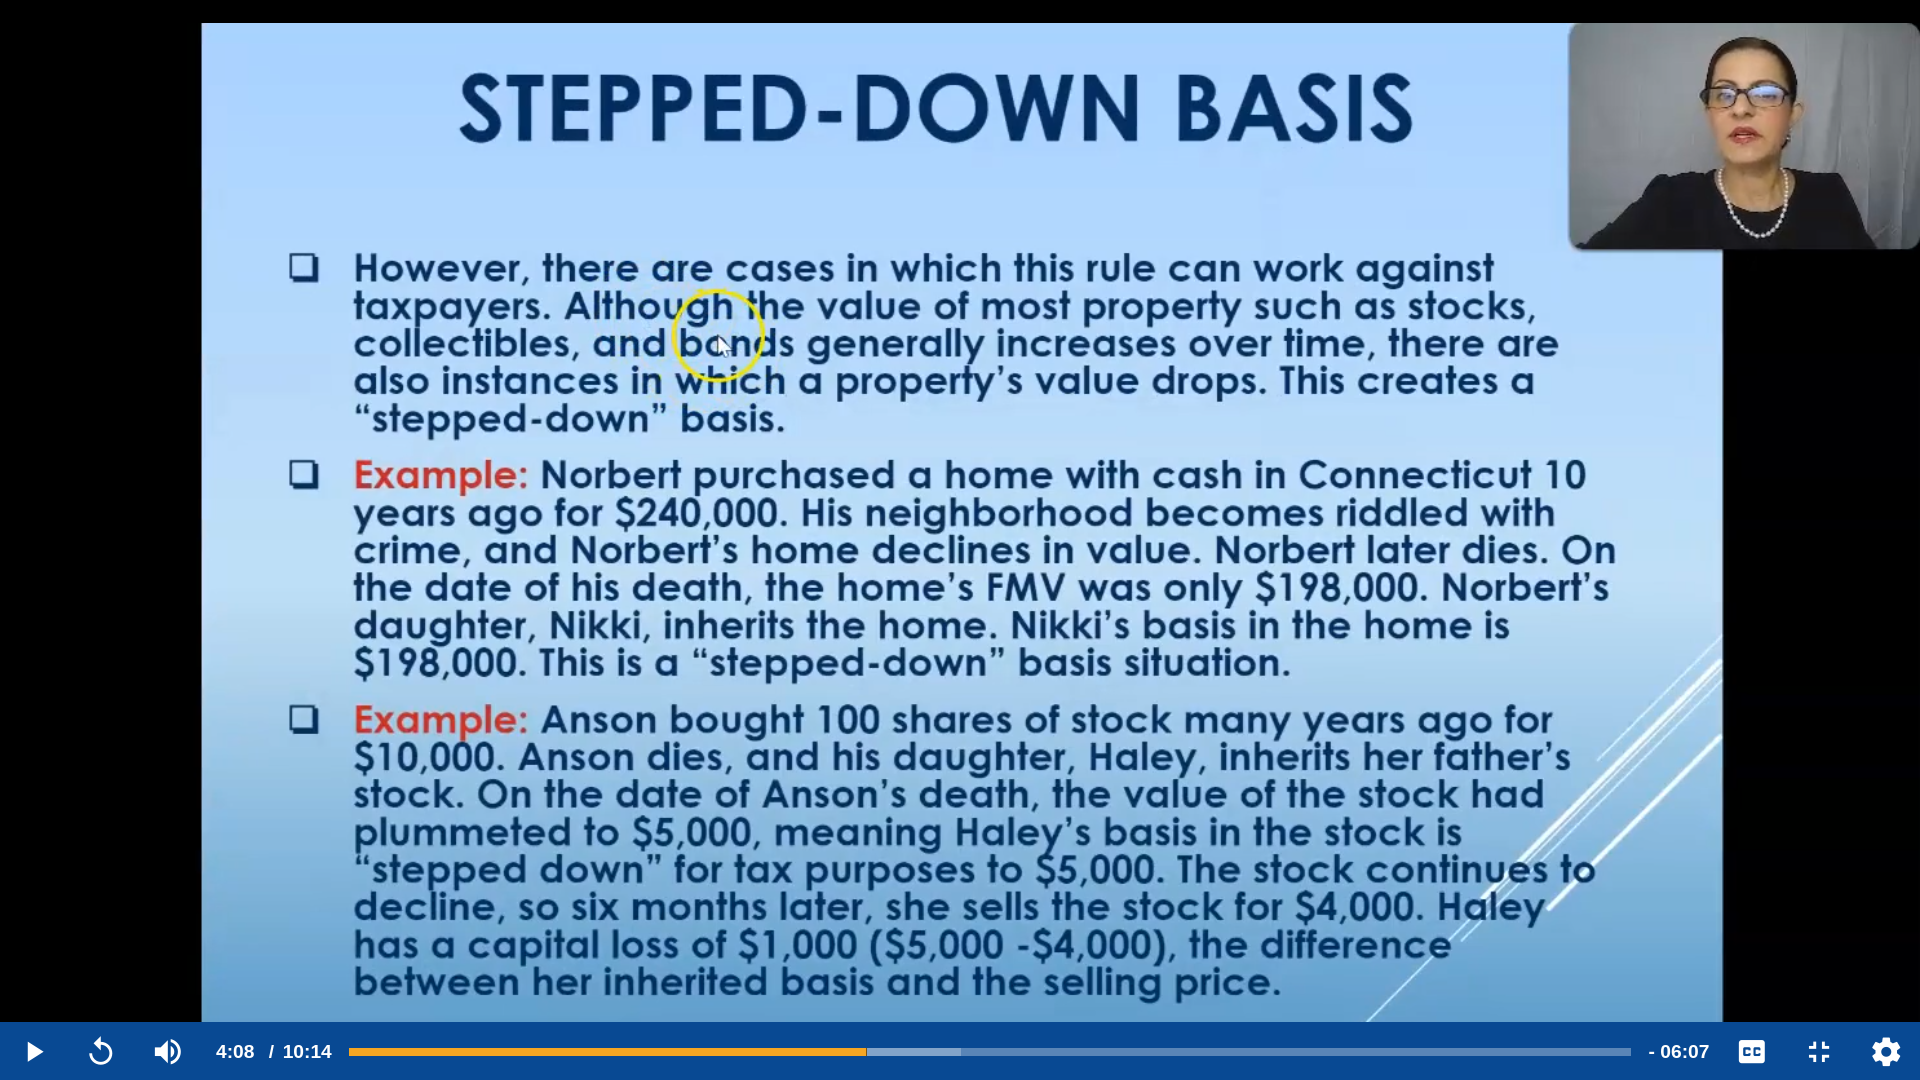 STEPPED-DOWN BASIS
However, there are cases in which this rule can work against
taxpayers. Although the value of most property such as stocks,
collectibles, and bonds generally increases over time, there are
also instances in which a property’s value drops. This creates a
“stepped-down” basis.
Example: Norbert purchased a home with cash in Connecticut 10
years ago for $240,000. His neighborhood becomes riddled with
crime, and Norbert’s home declines in value. Norbert later dies. On
the date of his death, the home’s FMV was only $198,000. Norbert’s
daughter, Nikki, inherits the home. Nikki’s basis in the home is
$198,000. This is a “stepped-down” basis situation.
Example: Anson bought 100 shares of stock many years ago for
$10,000. Anson dies, and his daughter, Haley, inherits her father’s
stock. On the date of Anson’s death, the value of the stock had
plummeted to $5,000, meaning Haley’s basis in the stock is
“stepped down” for tax purposes to $5,000. The stock continues to
decline, so six months later, she sells the stock for $4,000. Haley
has a capital loss of $1,000 ($5,000 -$4,000), the difference
between her inherited basis and the selling price.
4:08 / 10:14 - 06:07 CC